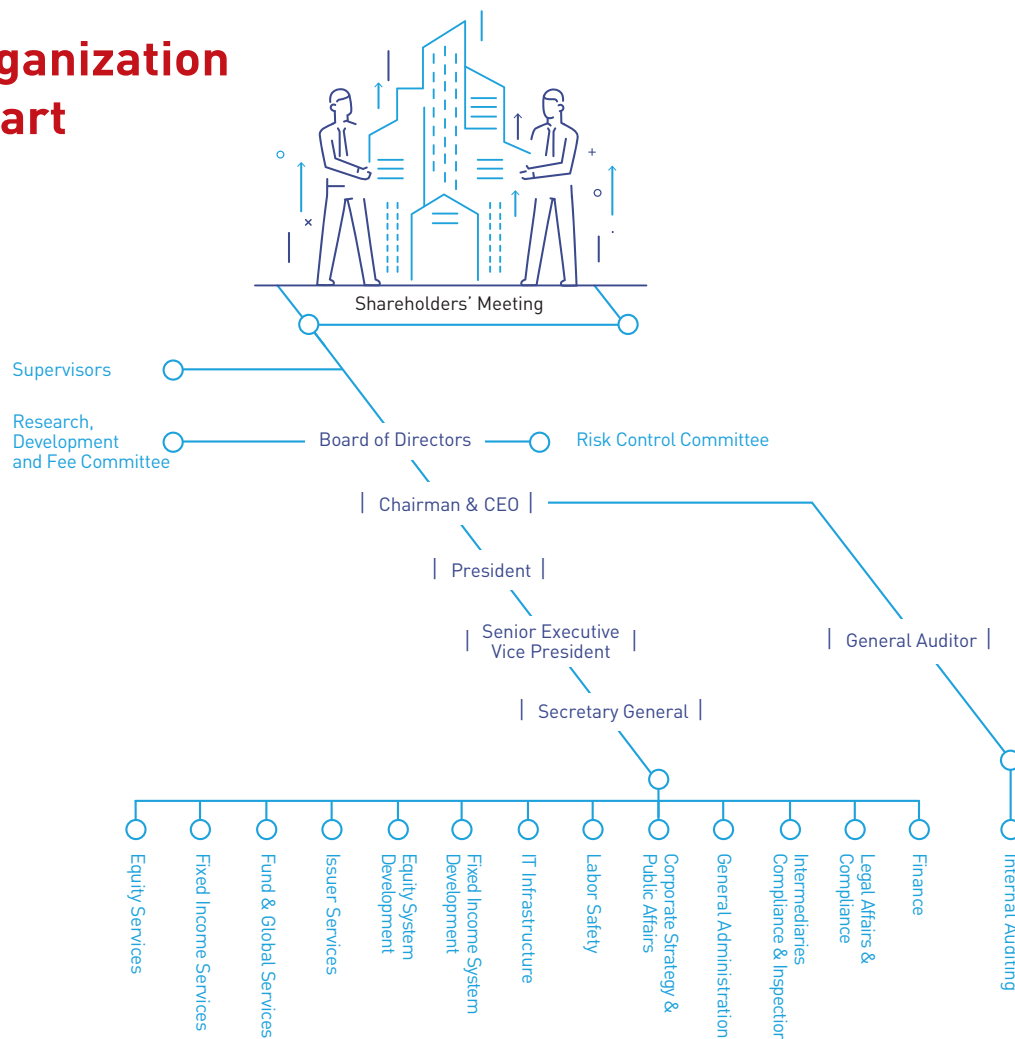 ganization
art
Shareholders’ Meeting
Supervisors
Research,
Development
and Fee Committee
Board of Directors
Risk Control Committee
Chairman & CEO
President
Senior Executive
Vice President
General Auditor
Secretary General
Equity Services
Fixed Income Services
Fund & Global Services
Issuer Services
Equity System
Development
Fixed Income System
Development
IT Infrastructure
Labor Safety
Corporate Strategy &
Public Affairs
General Administration
Intermediaries
Compliance & Inspection
Legal Affairs &
Compliance
Finance
Internal Auditing